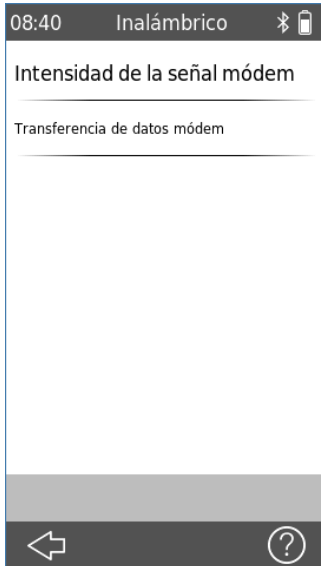 08:40 Inalámbrico
Intensidad de la señal módem
Transferencia de datos módem
?